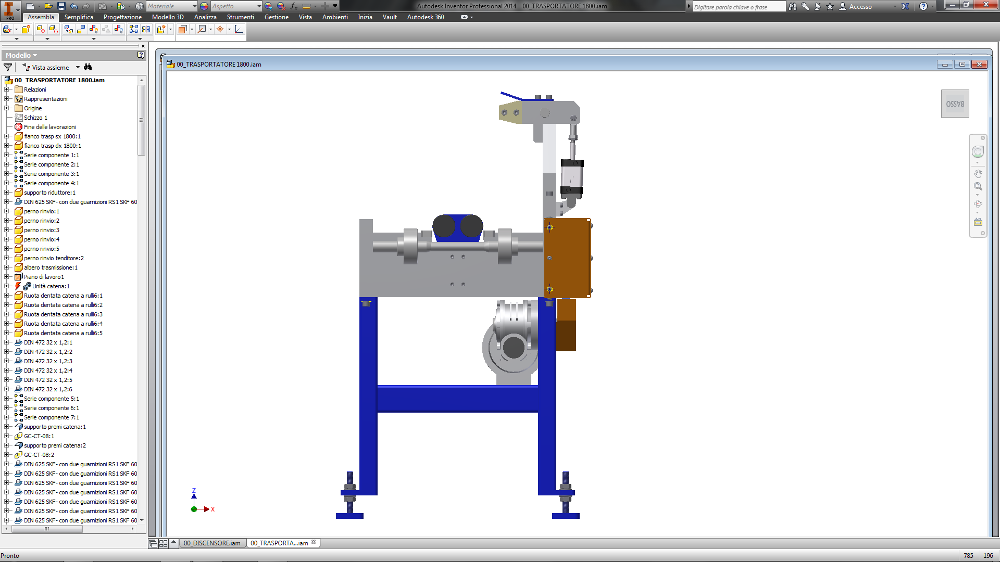 PRO
Materiale
Aspetto
Autodesk Inventor Professional 2014 00_TRASPORTATORE 1800.iam
Digitare parola chiave o frase
Accesso
Assembla Semplifica Progettazione Modello 3D Analizza Strumenti Gestione Vista Ambienti Inizia Vault Autodesk 360
Modello
Vista assieme
00_TRASPORTATORE 1800.iam
Relazioni
Rappresentazioni
Origine
Schizzo 1
Fine delle lavorazioni
fianco trasp sx 1800:1
fianco trasp dx 1800:1
Serie componente 1:1
Serie componente 2:1
Serie componente 3:1
Serie componente 4:1
supporto riduttore:1
DIN 625 SKF- con due guarnizioni RS1 SKF 60
perno rinvio:1
perno rinvio:2
perno rinvio:3
perno rinvio:4
perno rinvio:5
perno rinvio tenditore:2
albero trasmissione:1
Piano di lavoro1
Unità catena:1
Ruota dentata catena a rulli6:1
Ruota dentata catena a rulli6:2
Ruota dentata catena a rulli6:3
Ruota dentata catena a rulli6:4
Ruota dentata catena a rulli6:5
DIN 472 32 x 1,2:1
DIN 472 32 x 1,2:2
DIN 472 32 x 1,2:3
DIN 472 32 x 1,2:4
DIN 472 32 x 1,2:5
DIN 472 32 x 1,2:6
Serie componente 5:1
Serie componente 6:1
Serie componente 7:1
supporto premi catena:1
GC-CT-08:1
supporto premi catena:2
GC-CT-08:2
DIN 625 SKF- con due guarnizioni RS1 SKF 60
DIN 625 SKF- con due guarnizioni RS1 SKF 60
DIN 625 SKF- con due guarnizioni RS1 SKF 60
DIN 625 SKF- con due guarnizioni RS1 SKF 60
DIN 625 SKF- con due guarnizioni RS1 SKF 60
DIN 625 SKF- con due guarnizioni RS1 SKF 60
DIN 625 SKF- con due guarnizioni RS1 SKF 60
00_TRASPORTATORE 1800.iam
BASSO
Z
X
00_DISCENSORE.iam
00_TRASPORTA...iam
Pronto
785 196